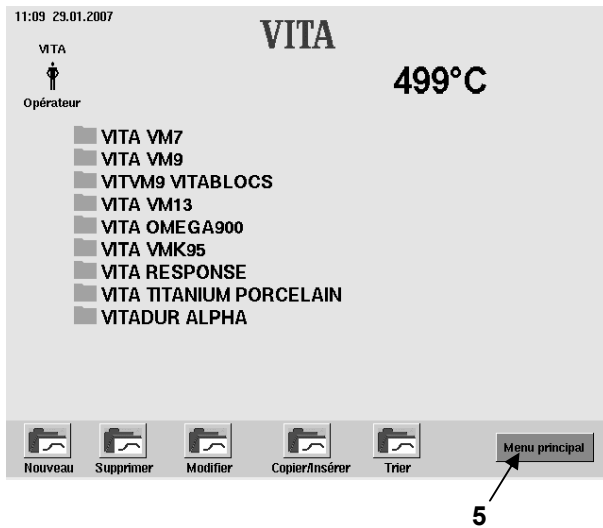 11:09 29.01.2007
VITA
VITA
499°C
Opérateur
VITA VM7
VITA VM9
VITVM9 VITABLOCS
VITA VM13
VITA OMEGA900
VITA VMK95
VITA RESPONSE
VITA TITANIUM PORCELAIN
VITADUR ALPHA
Nouveau Supprimer Modifier Copier/Insérer Trier Menu principal
5